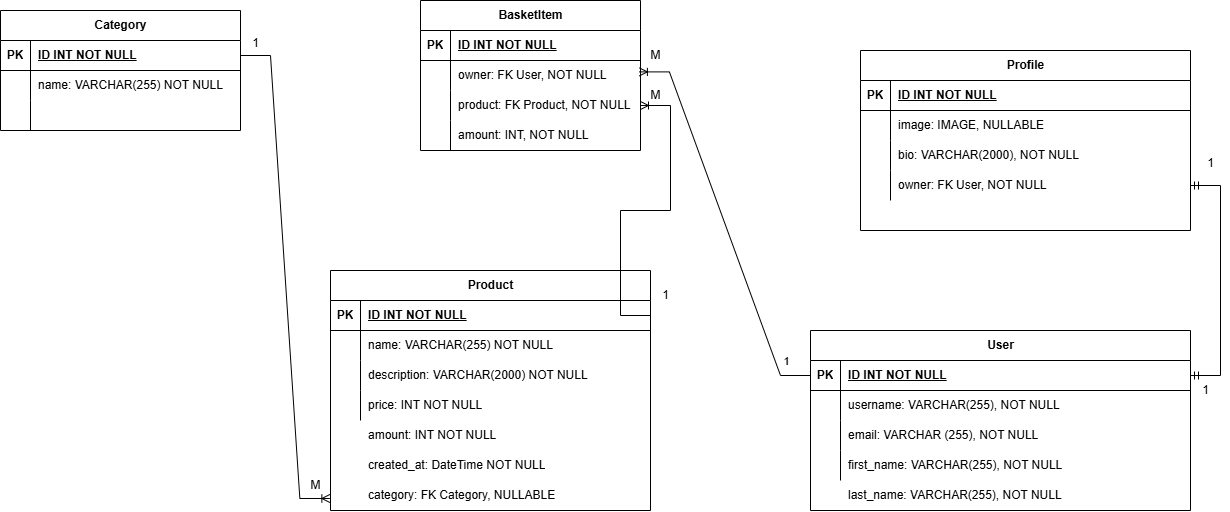 Category
PK ID INT NOT NULL
name: VARCHAR(255) NOT NULL
1
M
BasketItem
PK ID INT NOT NULL
owner: FK User, NOT NULL
product: FK Product, NOT NULL
amount: INT, NOT NULL
M
M
Profile
PK ID INT NOT NULL
image: IMAGE, NULLABLE
bio: VARCHAR(2000), NOT NULL
owner: FK User, NOT NULL
1
Product
PK ID INT NOT NULL
name: VARCHAR(255) NOT NULL
description: VARCHAR(2000) NOT NULL
price: INT NOT NULL
amount: INT NOT NULL
created_at: DateTime NOT NULL
category: FK Category, NULLABLE
1
1
User
PK ID INT NOT NULL
username: VARCHAR(255), NOT NULL
email: VARCHAR (255), NOT NULL
first_name: VARCHAR(255), NOT NULL
last_name: VARCHAR(255), NOT NULL
1